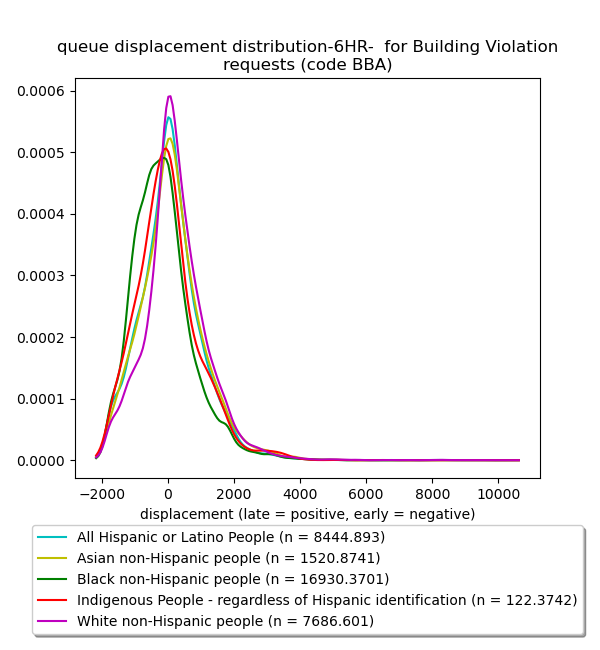 queue displacement distribution-6HR-  for Building Violation
requests (code BBA)
0.0006
0.0005
0.0004
0.0003
0.0002
0.0001
0.0000
−2000 0 2000 4000 6000 8000 10000
displacement (late = positive, early = negative)
All Hispanic or Latino People (n = 8444.893)
Asian non-Hispanic people (n = 1520.8741)
Black non-Hispanic people (n = 16930.3701)
Indigenous People - regardless of Hispanic identification (n = 122.3742)
White non-Hispanic people (n = 7686.601)